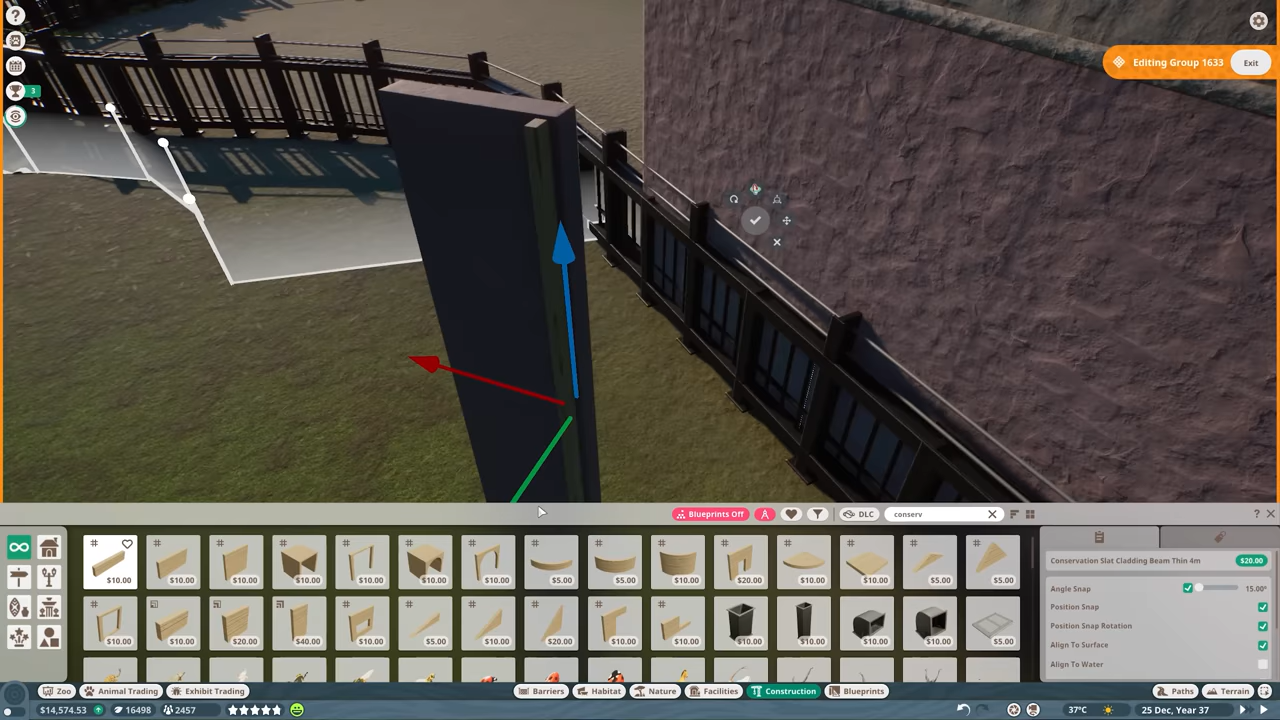 ?
Editing Group 1633
Exit
3
Blueprints Off
DLC
conserv
?
$10.00
$10.00
$10.00
$10.00
$10.00
$10.00
$10.00
$5.00
$5.00
$10.00
$20.00
$10.00
$10.00
$5.00
$5.00
$10.00
$10.00
$20.00
$40.00
$10.00
$5.00
$10.00
$20.00
$10.00
$10.00
$10.00
$10.00
$10.00
$10.00
$5.00
Conservation Slat Cladding Beam Thin 4m
$20.00
Angle Snap
15.00°
Position Snap
Position Snap Rotation
Align To Surface
Align To Water
Zoo
Animal Trading
Exhibit Trading
Barriers
Habitat
Nature
Facilities
Construction
Blueprints
Paths
Terrain
$14,574.53
16498
2457
37°C
25 Dec, Year 37